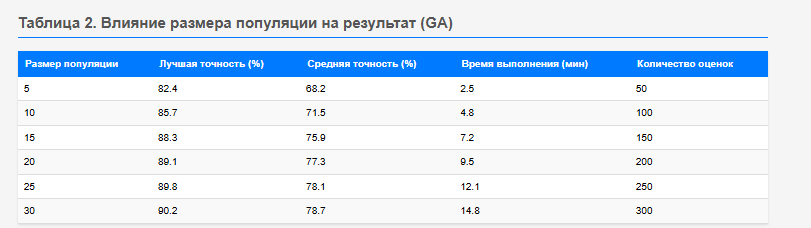 Таблица 2. Влияние размера популяции на результат (GA)
Размер популяции Лучшая точность (%) Средняя точность (%) Время выполнения (мин) Количество оценок
5 82.4 68.2 2.5 50
10 85.7 71.5 4.8 100
15 88.3 75.9 7.2 150
20 89.1 77.3 9.5 200
25 89.8 78.1 12.1 250
30 90.2 78.7 14.8 300